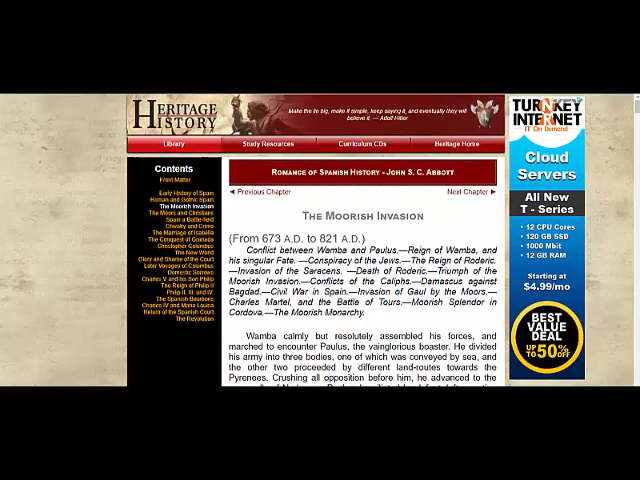 HERITAGE
HISTORY
Make the lie big, make it simple, keep saying it, and eventually they will
believe it. — Adolf Hitler
Library
Study Resources
Curriculum CDs
Heritage Home
Contents
Front Matter
Early History of Spain
Roman and Gothic Spain
The Moorish Invasion
The Moors and Christians
Spain a Battle-field
Chivalry and Crime
The Marriage of Isabella
The Conquest of Granada
Christopher Columbus
The New World
Glory and Shame of the Court
Later Voyages of Columbus
Domestic Sorrows
Charles V and his Son Philip
The Reign of Philip II
Philip II, III, and IV.
The Spanish Bourbons
Charles IV and Maria Louisa
Return of the Spanish Court
The Revolution
ROMANCE OF SPANISH HISTORY - JOHN S. C. ABBOTT
Previous Chapter
Next Chapter
THE MOORISH INVASION
(From 673 A.D. to 821 A.D.)
Conflict between Wamba and Paulus.—Reign of Wamba, and
his singular Fate. —Conspiracy of the Jews.—The Reign of Roderic.
—Invasion of the Saracens. —Death of Roderic.—Triumph of the
Moorish Invasion.—Conflicts of the Caliphs.—Damascus against
Bagdad.—Civil War in Spain.—Invasion of Gaul by the Moors.—
Charles Martel, and the Battle of Tours.—Moorish Splendor in
Cordova.—The Moorish Monarchy.
Wamba calmly but resolutely assembled his forces, and
marched to encounter Paulus, the vainglorious boaster. He divided
his army into three bodies, one of which was conveyed by sea, and
the other two proceeded by different land-routes towards the
Pyrenees. Crushing all opposition before him, he advanced to the
TURNKEY
INTERNET
IT On Demand
Cloud
Servers
All New
T - Series
• 12 CPU Cores
• 120 GB SSD
• 1000 Mbit
• 12 GB RAM
Starting at
$4.99/mo
BEST
VALUE
DEAL
UP TO 50% OFF